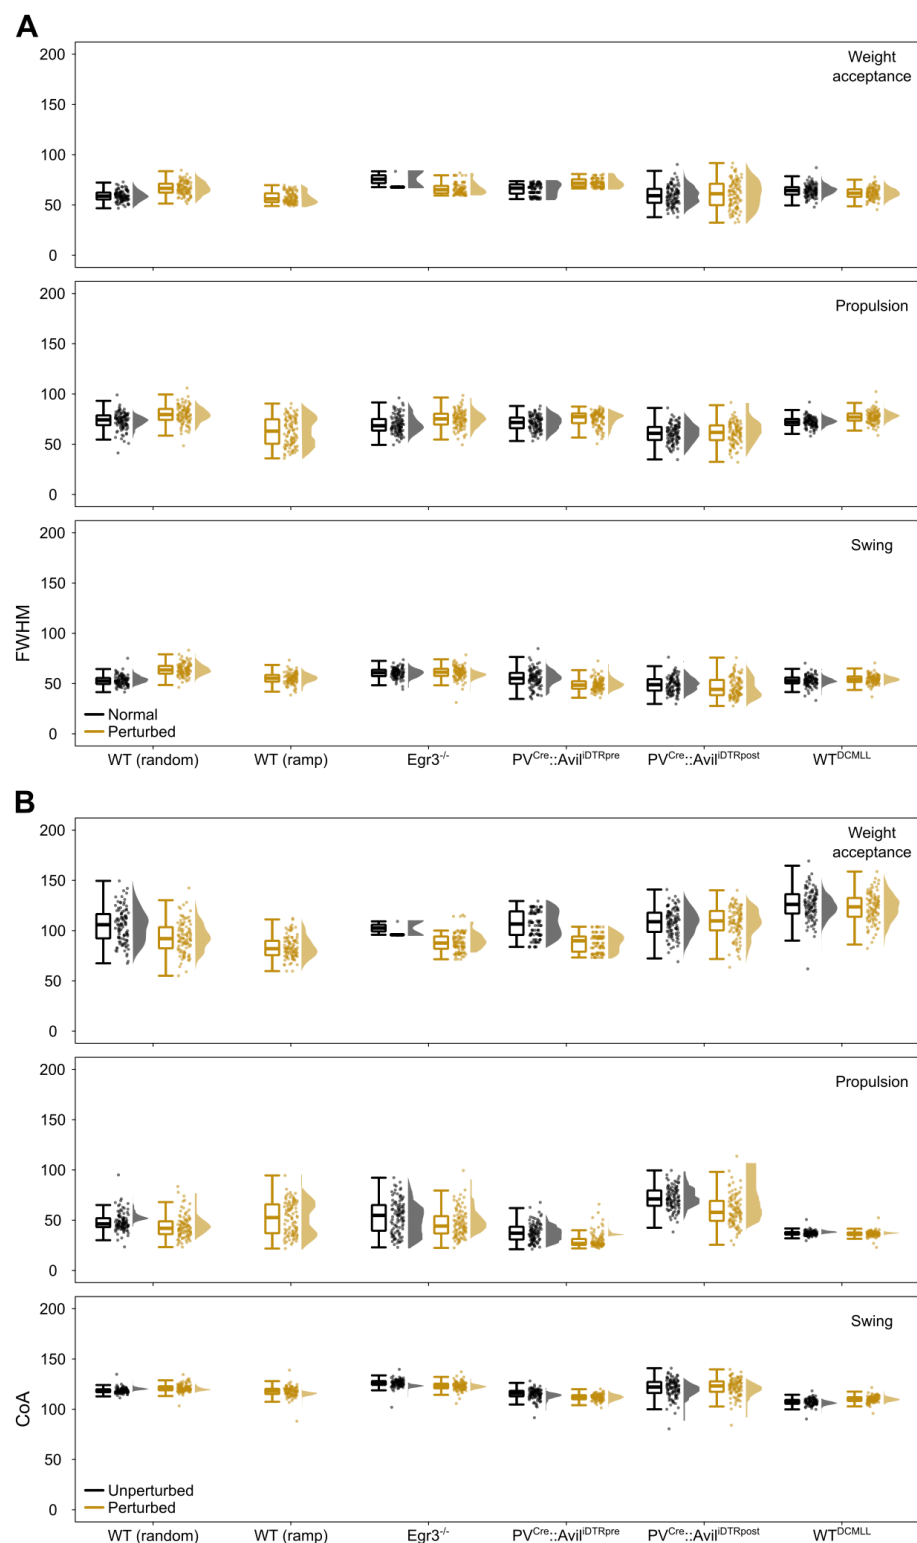 A
200
150
100
50
0
Weight
acceptance
200
150
100
50
0
Propulsion
200
150
100
50
0
Swing
FWHM
Normal
Perturbed
WT (random) WT (ramp) Egr3-/- PVCre::AviliDTRpre PVCre::AviliDTRpost WTDCMLL
B
200
150
100
50
0
Weight
acceptance
200
150
100
50
0
Propulsion
200
150
100
50
0
Swing
CoA
Unperturbed
Perturbed
WT (random) WT (ramp) Egr3-/- PVCre::AviliDTRpre PVCre::AviliDTRpost WTDCMLL